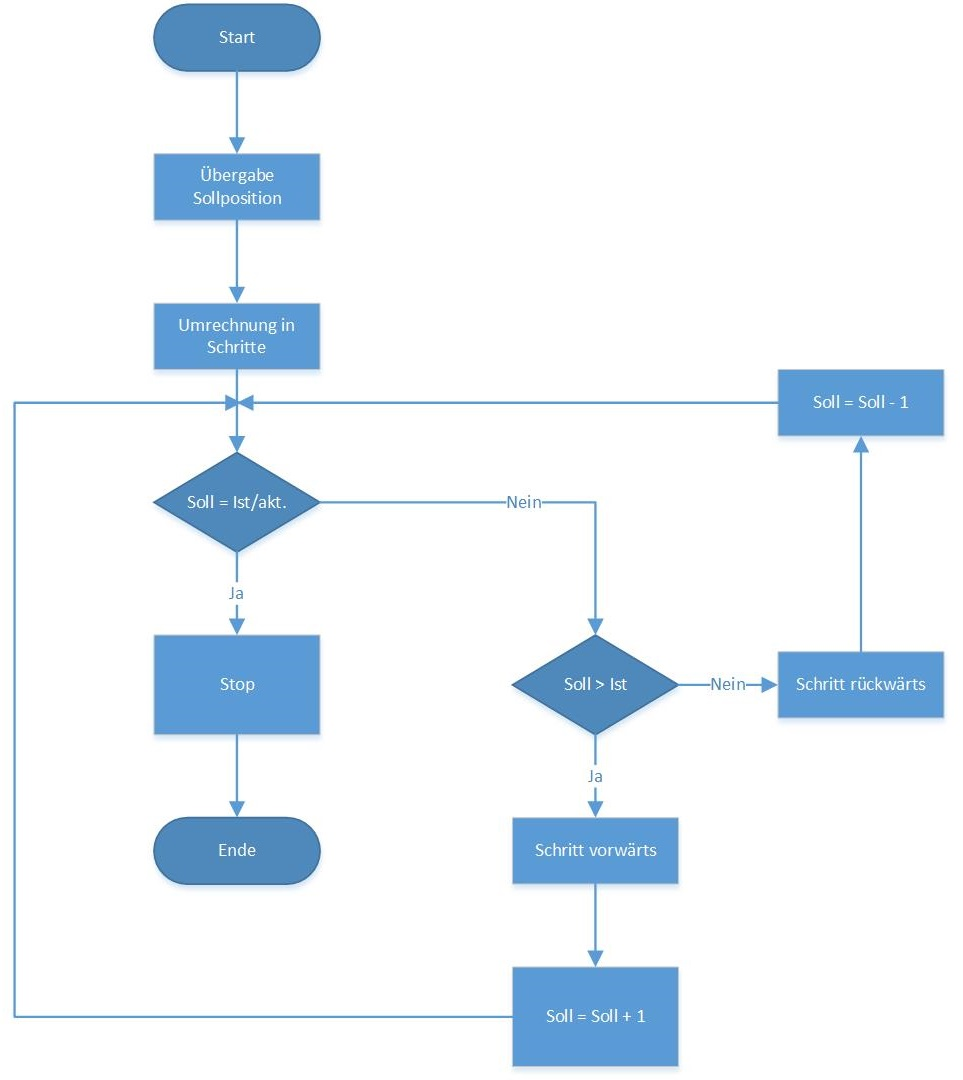 Start
Übergabe
Sollposition
Umrechnung in
Schritte
Soll = Soll - 1
Soll = Ist/akt.
Nein
Ja
Stop
Soll > Ist
Nein
Schritt rückwärts
Ja
Ende
Schritt vorwärts
Soll = Soll + 1